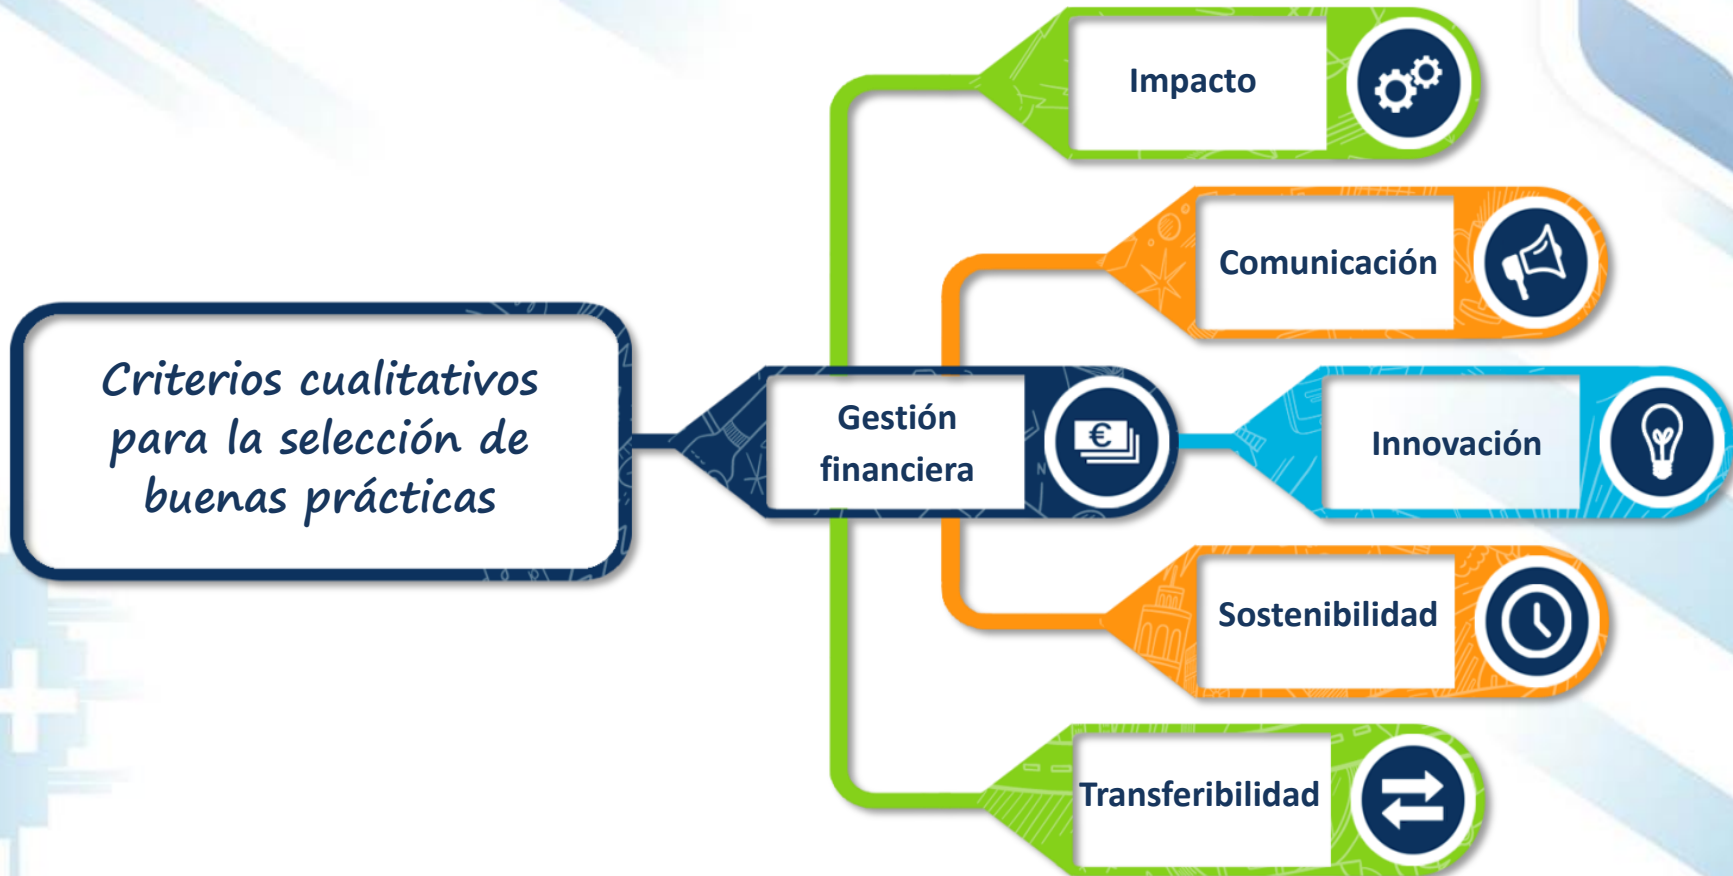 Criterios cualitativos
para la selección de
buenas prácticas
Gestión
financiera
€
Impacto
Comunicación
Innovación
Sostenibilidad
Transferibilidad